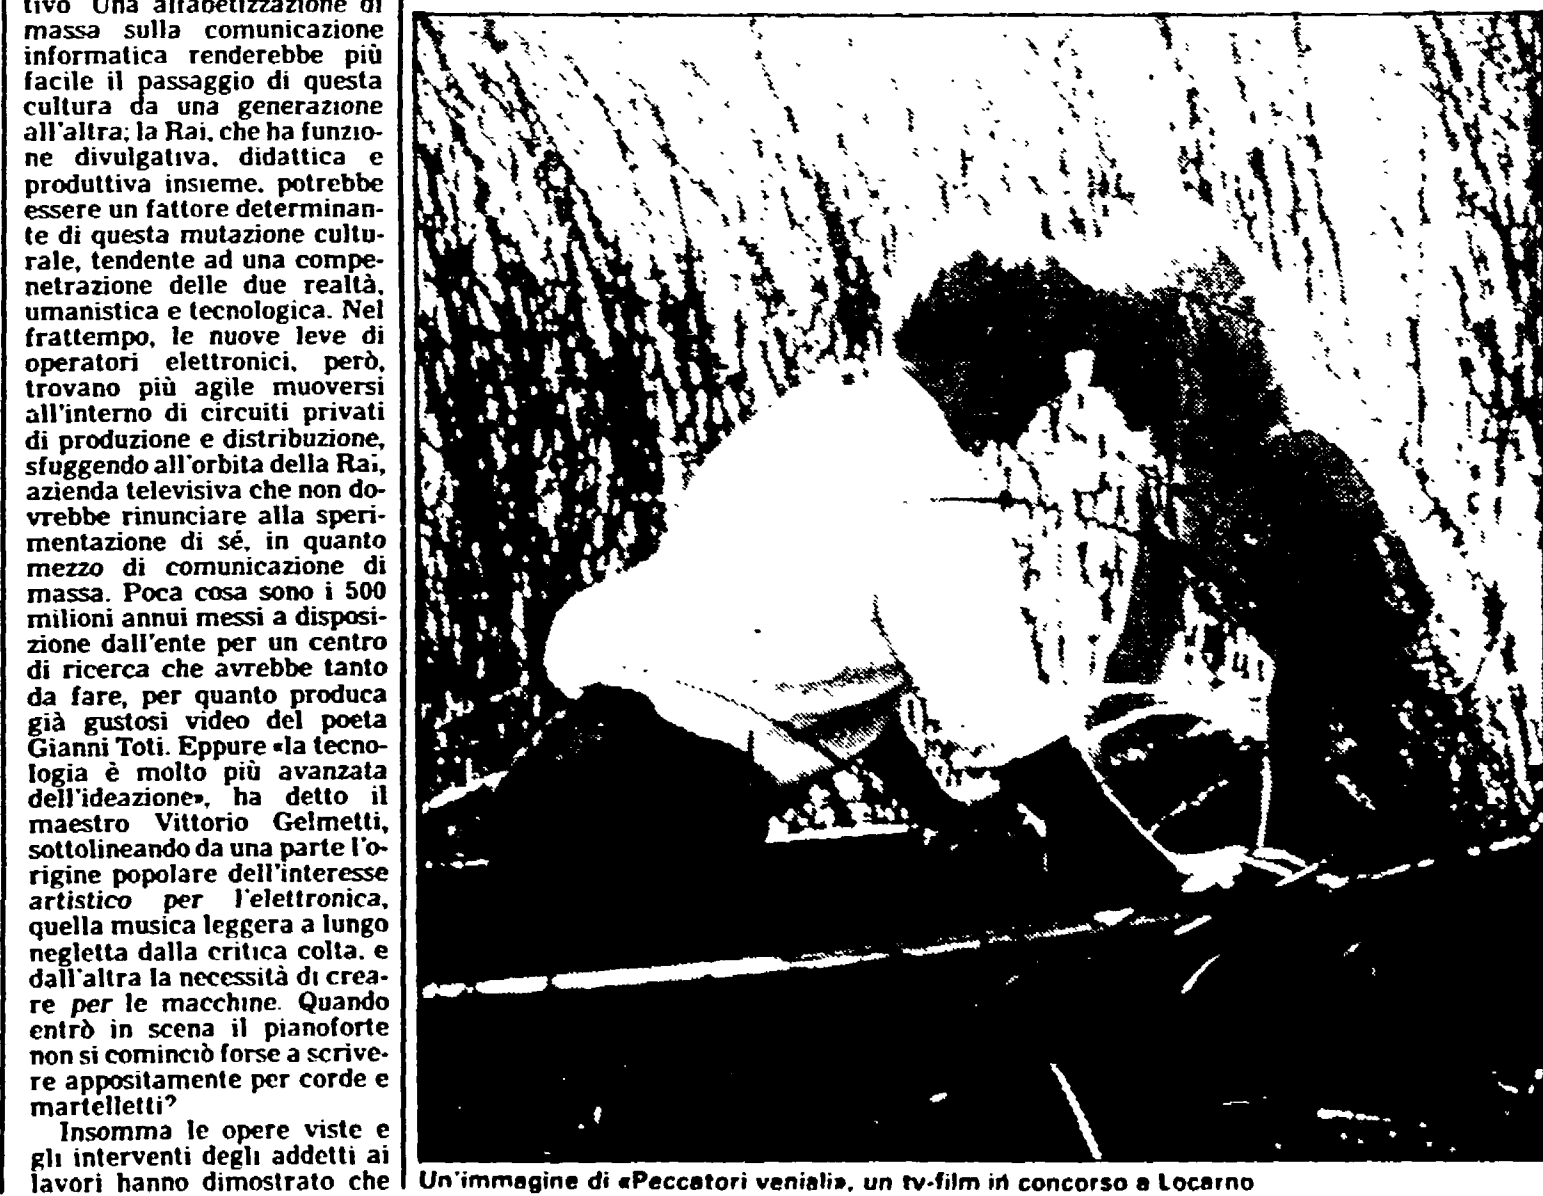 tivo Una alfabetizzazione di
massa sulla comunicazione
informatica renderebbe più
facile il passaggio di questa
cultura da una generazione
all'altra; la Rai, che ha funzio-
ne divulgativa, didattica e
produttiva insieme, potrebbe
essere un fattore determinan-
te di questa mutazione cultu-
rale, tendente ad una compe-
netrazione delle due realtà,
umanistica e tecnologica. Nel
frattempo, le nuove leve di
operatori elettronici, però,
trovano più agile muoversi
all'interno di circuiti privati
di produzione e distribuzione,
sfuggendo all'orbita della Rai,
azienda televisiva che non do-
vrebbe rinunciare alla speri-
mentazione di sé, in quanto
mezzo di comunicazione di
massa. Poca cosa sono i 500
milioni annui messi a disposi-
zione dall'ente per un centro
di ricerca che avrebbe tanto
da fare, per quanto produca
già gustosi video del poeta
Gianni Toti. Eppure «la tecno-
logia è molto più avanzata
dell'ideazione», ha detto il
maestro Vittorio Gelmetti,
sottolineando da una parte l'o-
rigine popolare dell'interesse
artistico per l'elettronica,
quella musica leggera a lungo
negletta dalla critica colta, e
dall'altra la necessità di crea-
re per le macchine. Quando
entrò in scena il pianoforte
non si cominciò forse a scrive-
re appositamente per corde e
martelletti?
Insomma le opere viste e
gli interventi degli addetti ai
lavori hanno dimostrato che
Un'immagine di «Peccatori veniali», un tv-film in concorso a Locarno